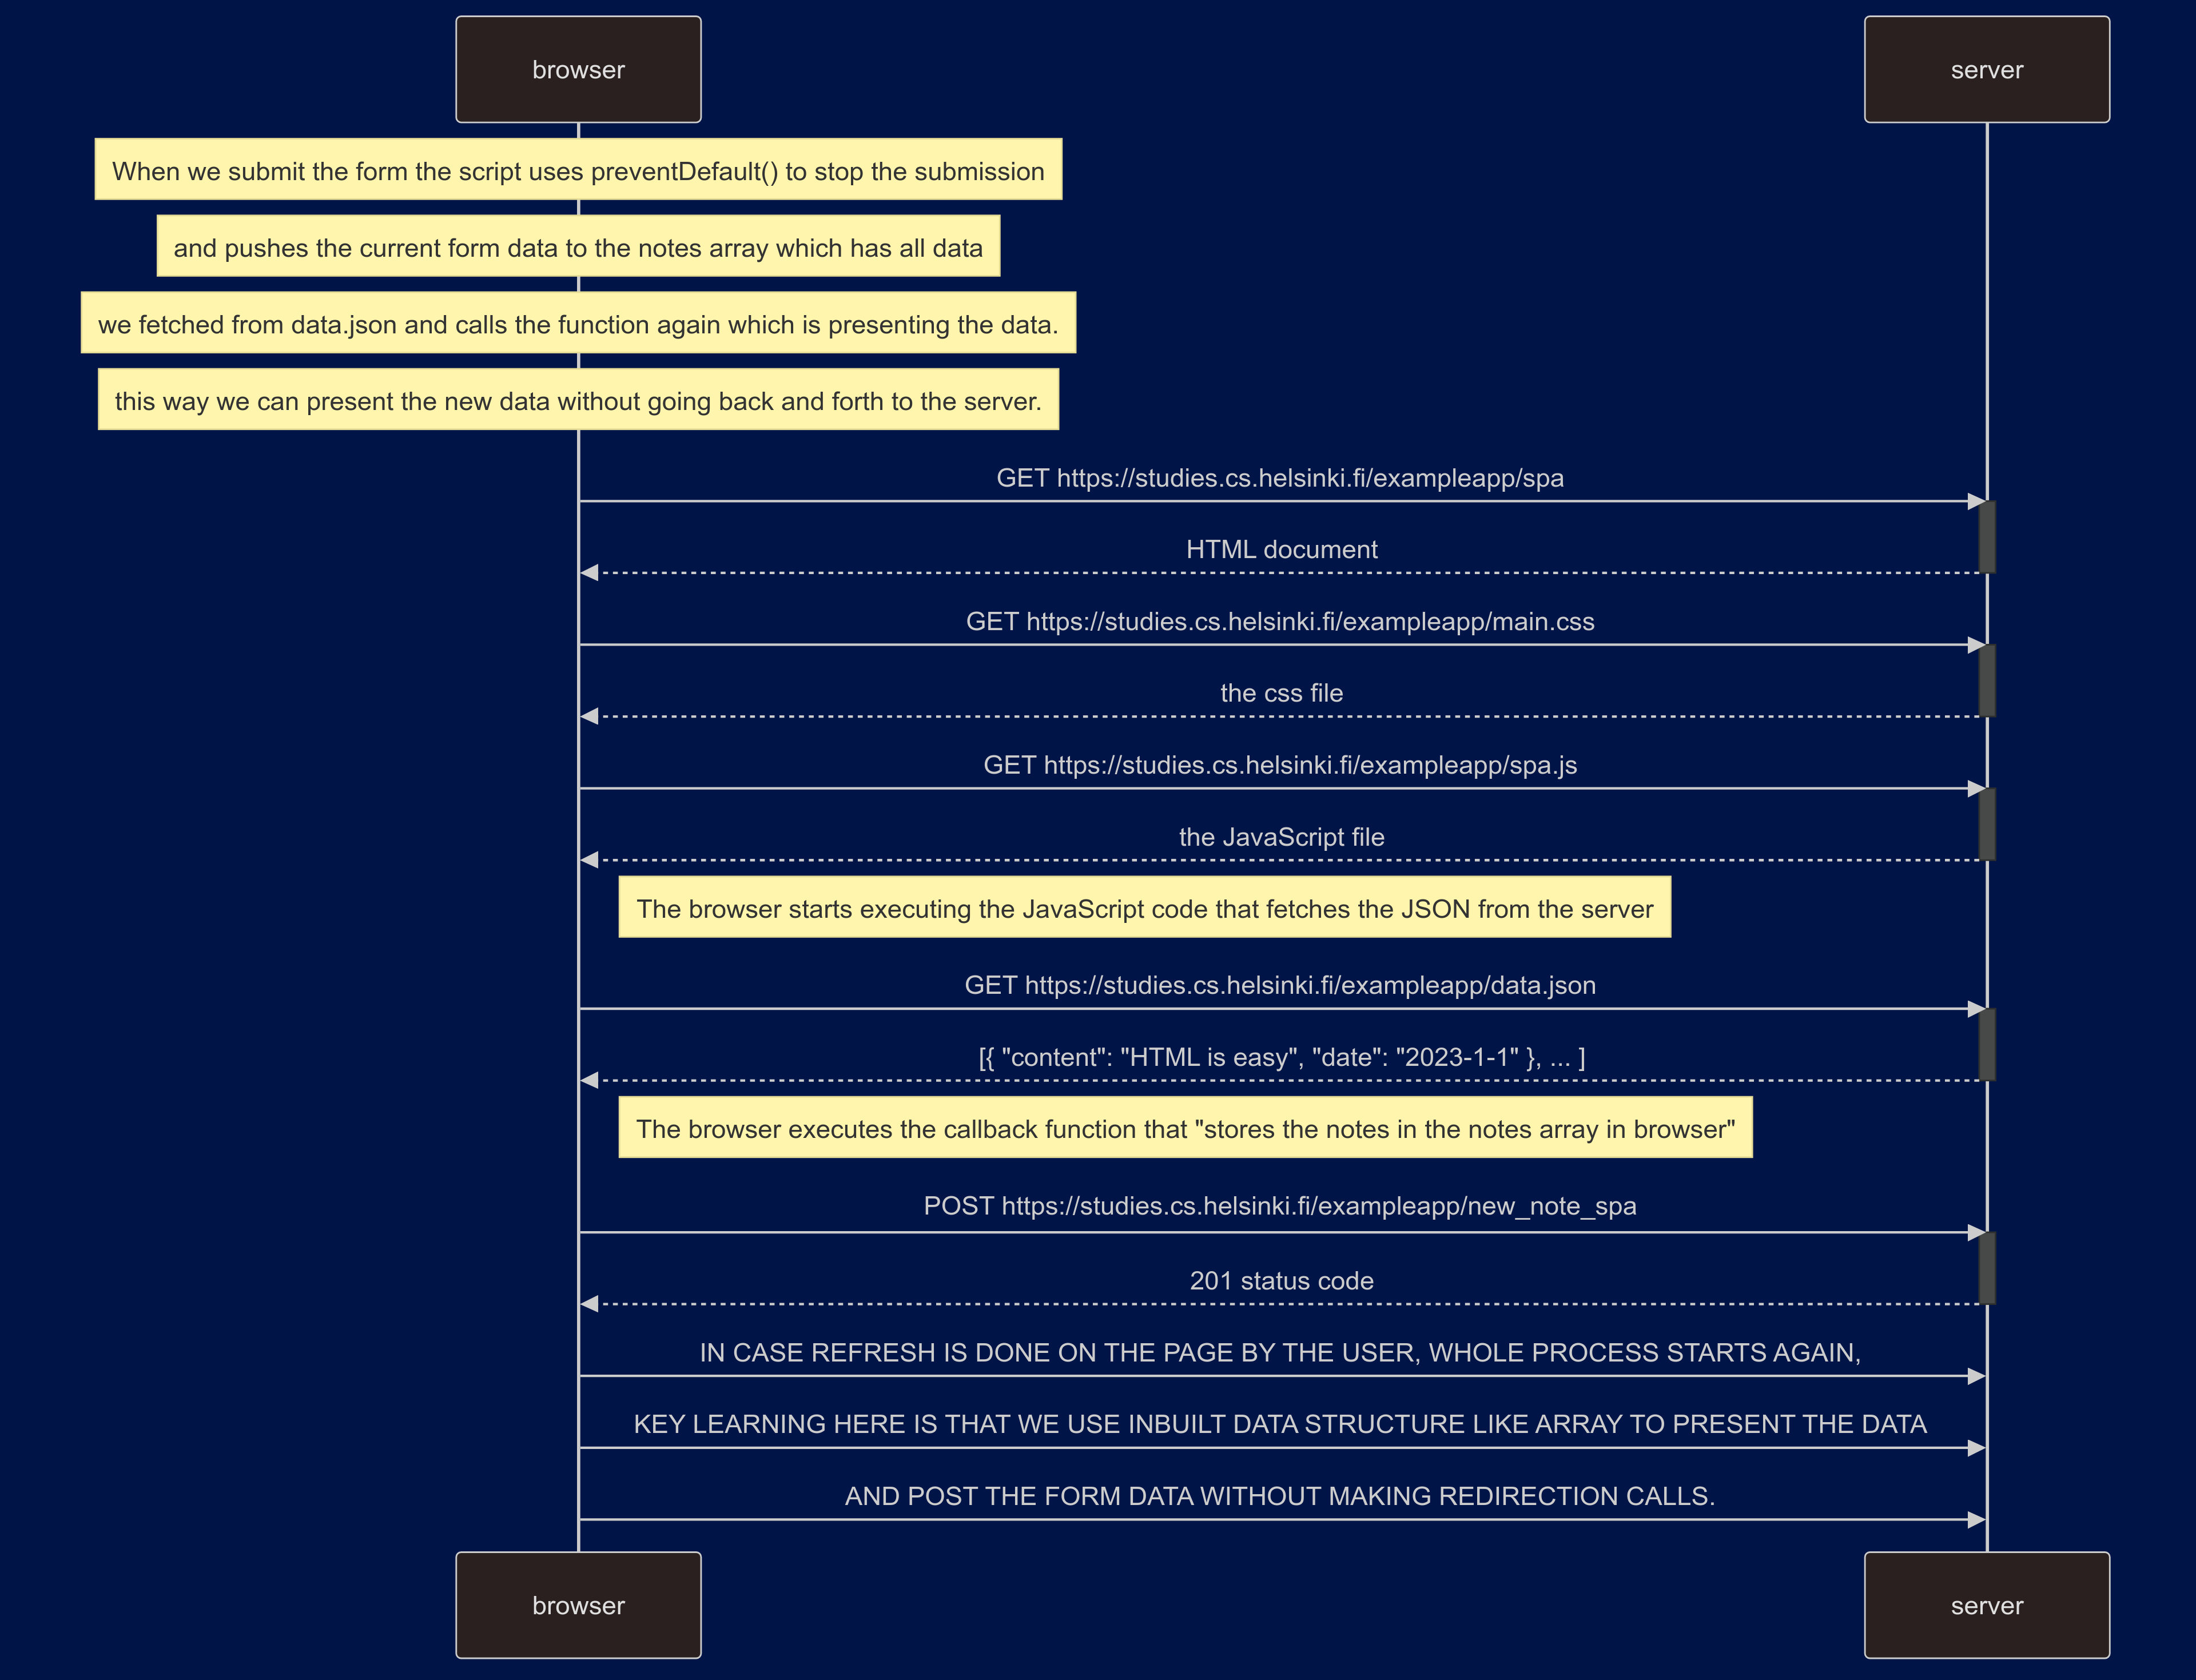 browser
server
When we submit the form the script uses preventDefault() to stop the submission
and pushes the current form data to the notes array which has all data
we fetched from data.json and calls the function again which is presenting the data.
this way we can present the new data without going back and forth to the server.
GET https://studies.cs.helsinki.fi/exampleapp/spa
HTML document
GET https://studies.cs.helsinki.fi/exampleapp/main.css
the css file
GET https://studies.cs.helsinki.fi/exampleapp/spa.js
the JavaScript file
The browser starts executing the JavaScript code that fetches the JSON from the server
GET https://studies.cs.helsinki.fi/exampleapp/data.json
[{ "content": "HTML is easy", "date": "2023-1-1" }, ... ]
The browser executes the callback function that "stores the notes in the notes array in browser"
POST https://studies.cs.helsinki.fi/exampleapp/new_note_spa
201 status code
IN CASE REFRESH IS DONE ON THE PAGE BY THE USER, WHOLE PROCESS STARTS AGAIN,
KEY LEARNING HERE IS THAT WE USE INBUILT DATA STRUCTURE LIKE ARRAY TO PRESENT THE DATA
AND POST THE FORM DATA WITHOUT MAKING REDIRECTION CALLS.
browser
server